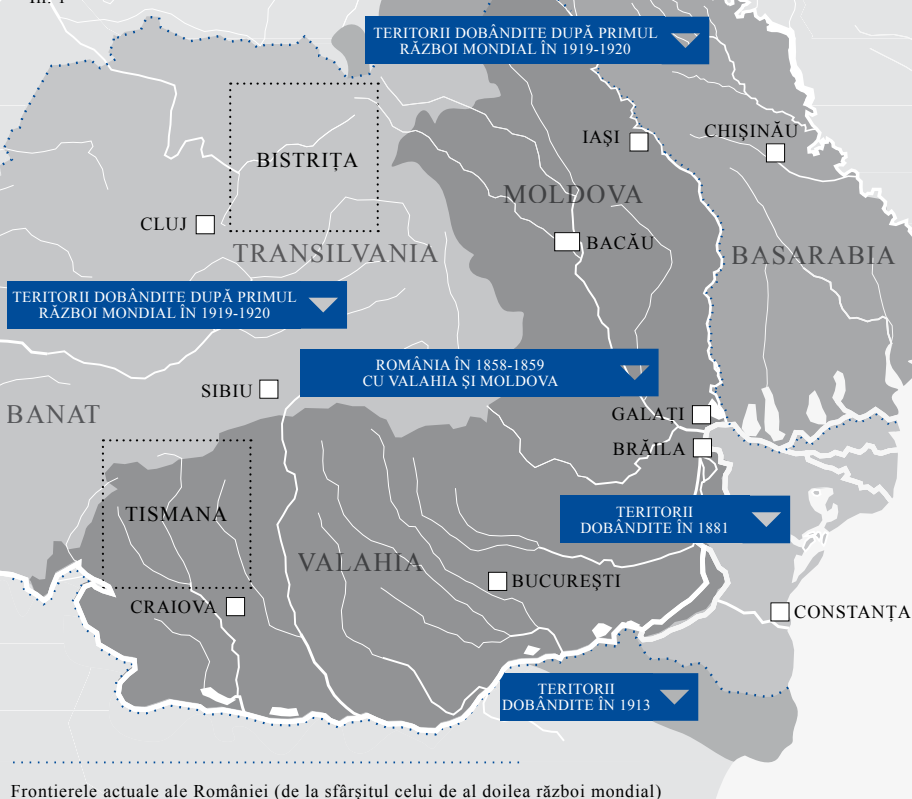 TERITORII DOBÂNDITE DUPĂ PRIMUL
RĂZBOI MONDIAL ÎN 1919-1920
IAȘI
CHIȘINĂU
BISTRIȚA
MOLDOVA
CLUJ
BACĂU
TRANSILVANIA
BASARABIA
TERITORII DOBÂNDITE DUPĂ PRIMUL
RĂZBOI MONDIAL ÎN 1919-1920
ROMÂNIA ÎN 1858-1859
CU VALAHIA ȘI MOLDOVA
SIBIU
BANAT
GALAȚI
BRĂILA
TISMANA
TERITORII
DOBÂNDITE ÎN 1881
VALAHIA
BUCUREȘTI
CRAIOVA
CONSTANȚA
TERITORII
DOBÂNDITE ÎN 1913
Frontierele actuale ale României (de la sfârșitul celui de al doilea război mondial)